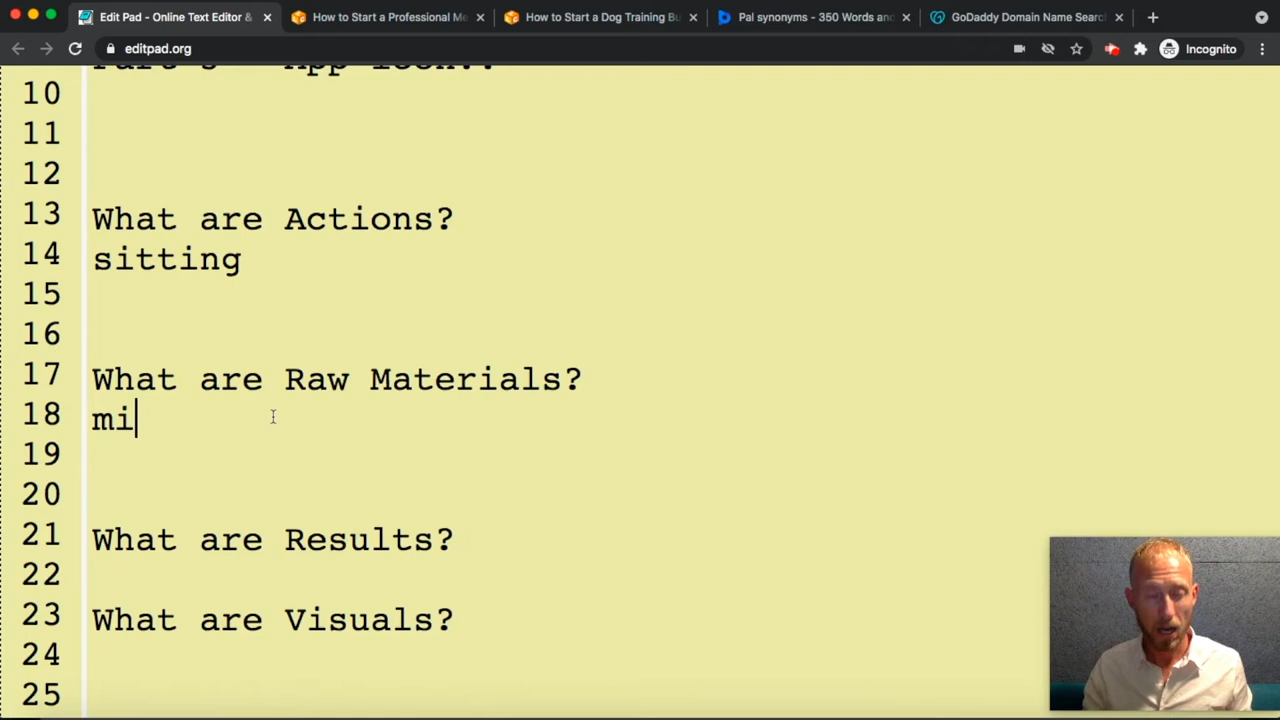 Edit Pad - Online Text Editor &
How to Start a Professional Me
How to Start a Dog Training Bu
Pal synonyms - 350 Words and
GoDaddy Domain Name Searc
editpad.org
Incognito
10
11
12
13 What are Actions?
14 sitting
15
16
17 What are Raw Materials?
18 mi
19
20
21 What are Results?
22
23 What are Visuals?
24
25